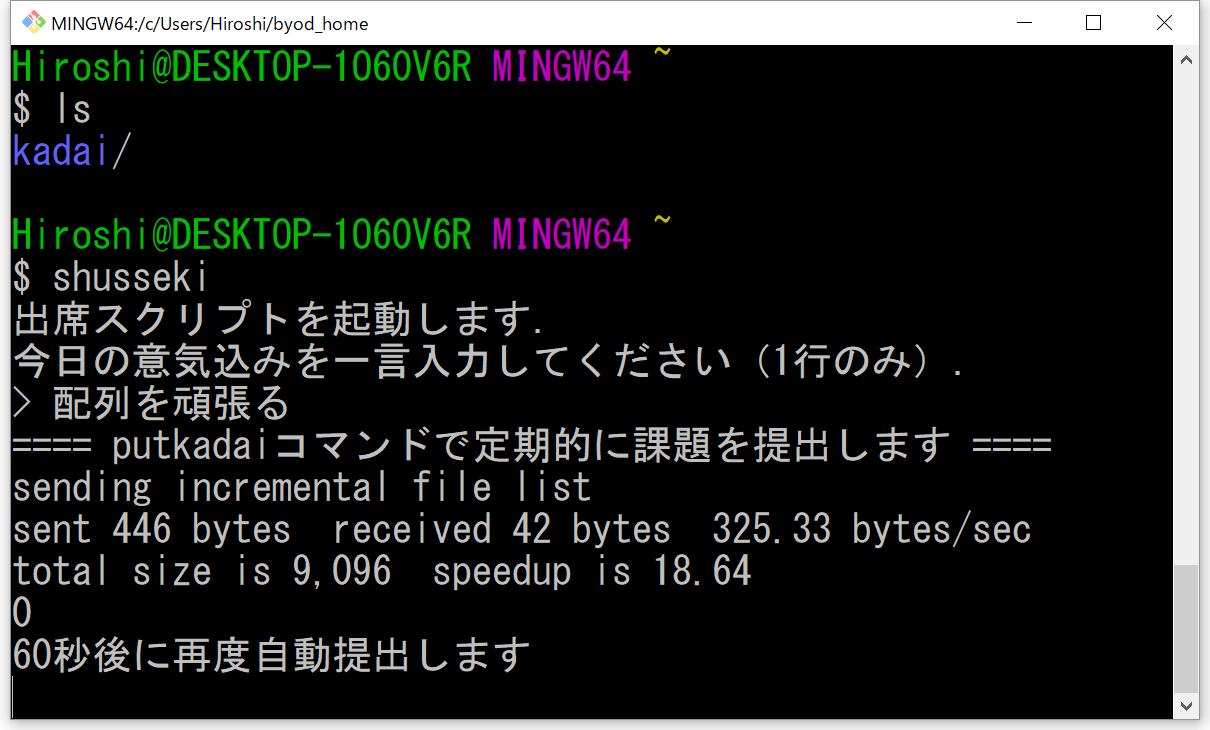 MINGW64:/c/Users/Hiroshi/byod_home
Hiroshi@DESKTOP-1060V6R MINGW64 ~
$ ls
kadai/
Hiroshi@DESKTOP-1060V6R MINGW64 ~
$ shusseki
出席スクリプトを起動します.
今日の意気込みを一言入力してください（1行のみ）.
> 配列を頑張る
==== putkadaiコマンドで定期的に課題を提出します ====
sending incremental file list
sent 446 bytes  received 42 bytes  325.33 bytes/sec
total size is 9,096  speedup is 18.64
0
60秒後に再度自動提出します